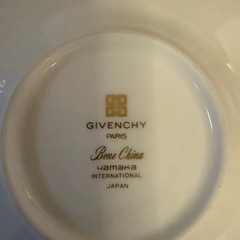 GIVENCHY
PARIS
Bone China
yamaka
INTERNATIONAL
JAPAN